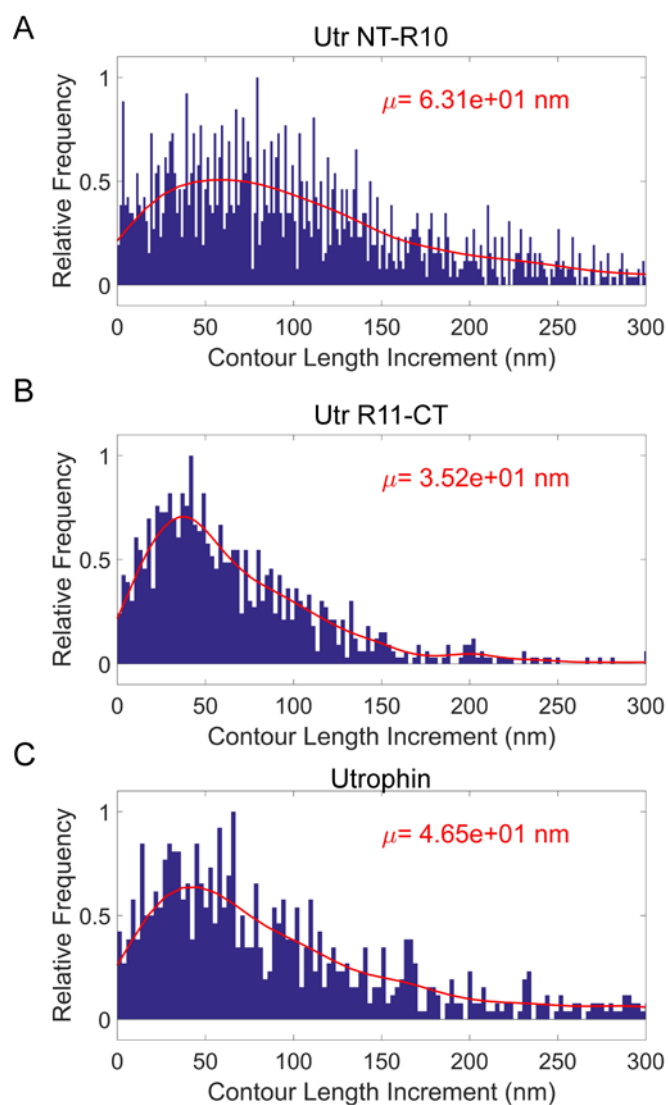 A
Utr NT-R10
μ= 6.31e+01 nm
1
0.5
0
Relative Frequency
0 50 100 150 200 250 300
Contour Length Increment (nm)
B
Utr R11-CT
μ= 3.52e+01 nm
1
0.5
0
Relative Frequency
0 50 100 150 200 250 300
Contour Length Increment (nm)
C
Utrophin
μ= 4.65e+01 nm
1
0.5
0
Relative Frequency
0 50 100 150 200 250 300
Contour Length Increment (nm)